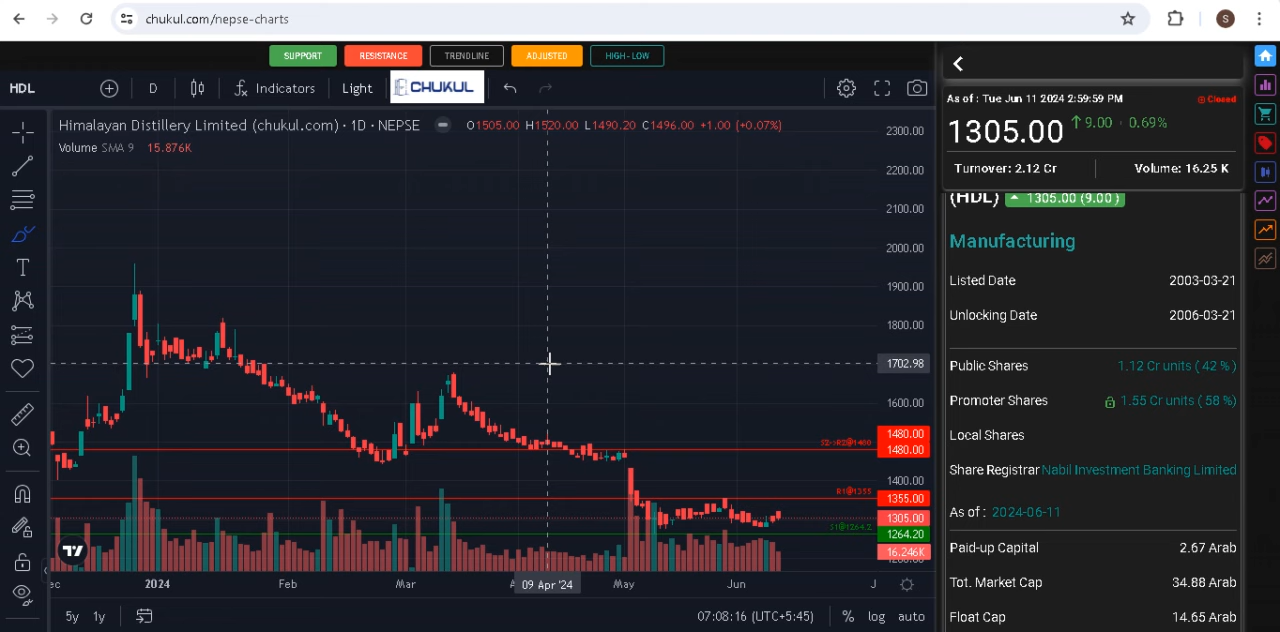 chukul.com/nepse-charts
S
SUPPORT RESISTANCE TRENDLINE ADJUSTED HIGH-LOW
HDL D Indicators Light CHUKUL
Himalayan Distillery Limited (chukul.com) · 1D · NEPSE O1505.00 H1520.00 L1490.20 C1496.00 +1.00 (+0.07%)
Volume SMA 9 15.876K
2300.00
2200.00
2100.00
2000.00
1900.00
1800.00
1702.98
1600.00
1480.00
1480.00
1400.00
R1@1355 1355.00
1305.00
1264.20
16.246K
2024 Feb Mar 09 Apr '24 May Jun J
5y 1y 07:08:16 (UTC+5:45) % log auto
As of : Tue Jun 11 2024 2:59:59 PM Closed
1305.00 ↑ 9.00 · 0.69%
Turnover: 2.12 Cr Volume: 16.25 K
(HDL) 1305.00 (9.00 )
Manufacturing
Listed Date 2003-03-21
Unlocking Date 2006-03-21
Public Shares 1.12 Cr units ( 42 % )
Promoter Shares 1.55 Cr units ( 58 %)
Local Shares
Share Registrar Nabil Investment Banking Limited
As of : 2024-06-11
Paid-up Capital 2.67 Arab
Tot. Market Cap 34.88 Arab
Float Cap 14.65 Arab